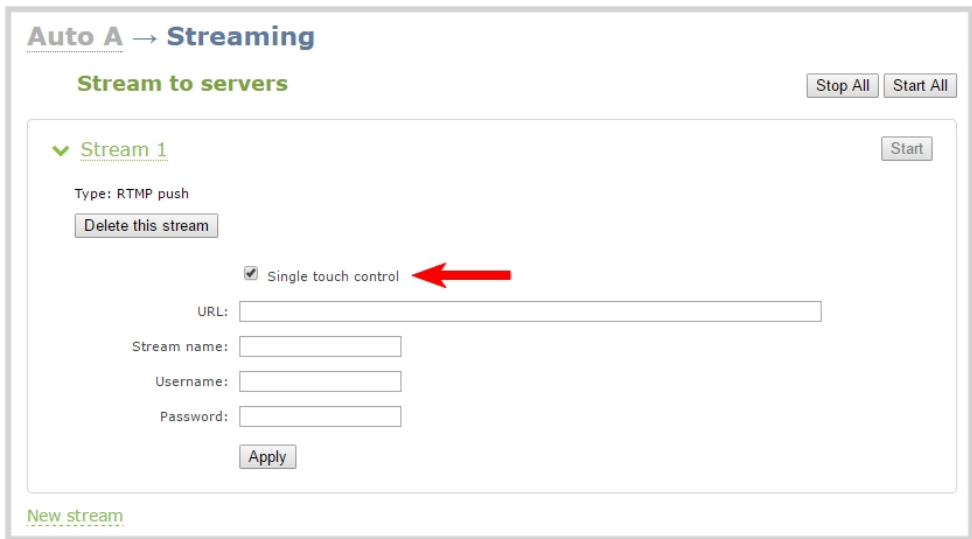 Auto A → Streaming
Stream to servers
Stop All Start All
Stream 1
Start
Type: RTMP push
Delete this stream
Single touch control
URL:
Stream name:
Username:
Password:
Apply
New stream